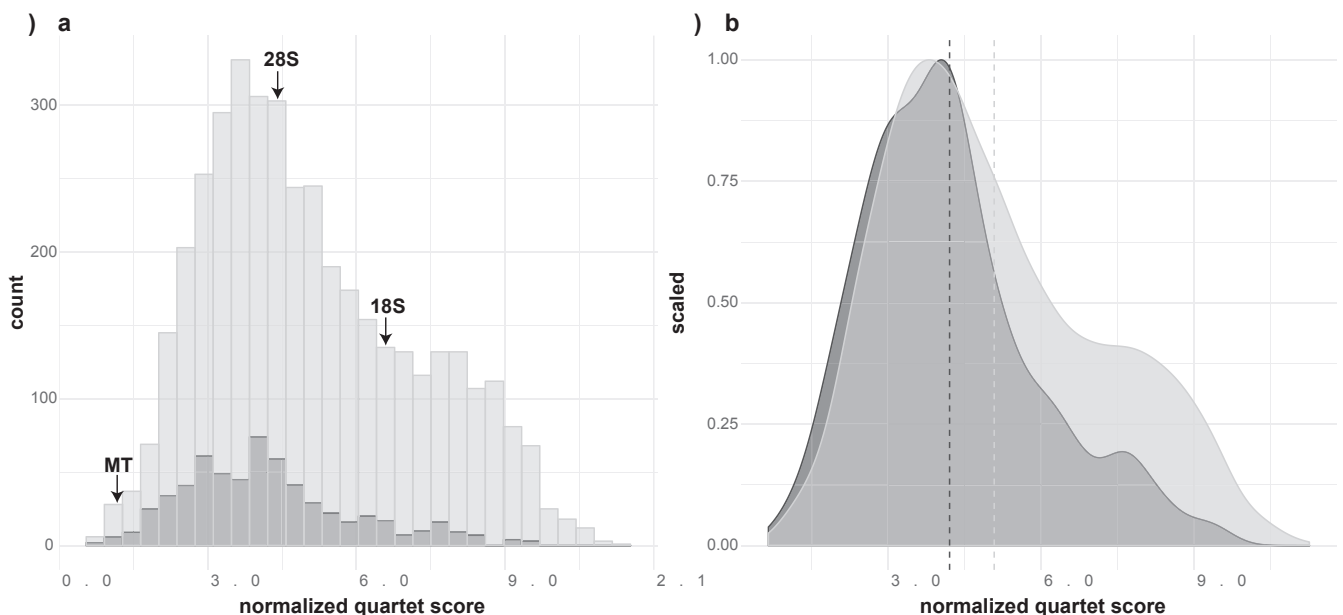 ) a
) b
28S
18S
MT
count
300
200
100
0
0 . 0
3 . 0
6 . 0
9 . 0
2 . 1
normalized quartet score
scaled
1.00
0.75
0.50
0.25
0.00
3 . 0
6 . 0
9 . 0
normalized quartet score